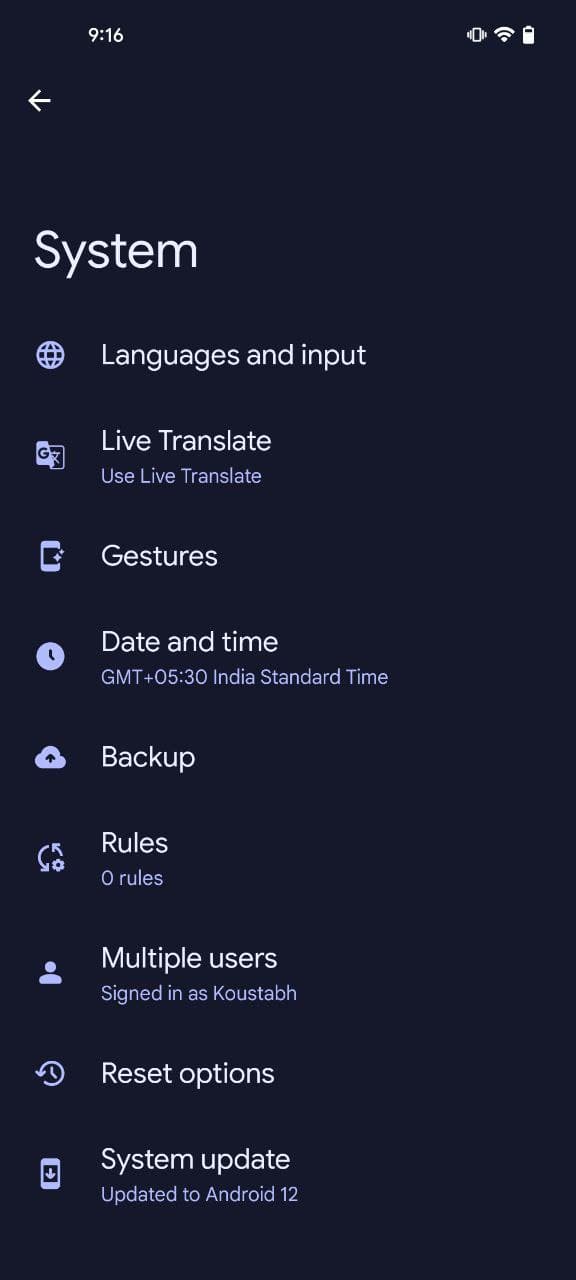 9:16
System
Languages and input
Live Translate
Use Live Translate
Gestures
Date and time
GMT+05:30 India Standard Time
Backup
Rules
0 rules
Multiple users
Signed in as Koustabh
Reset options
System update
Updated to Android 12